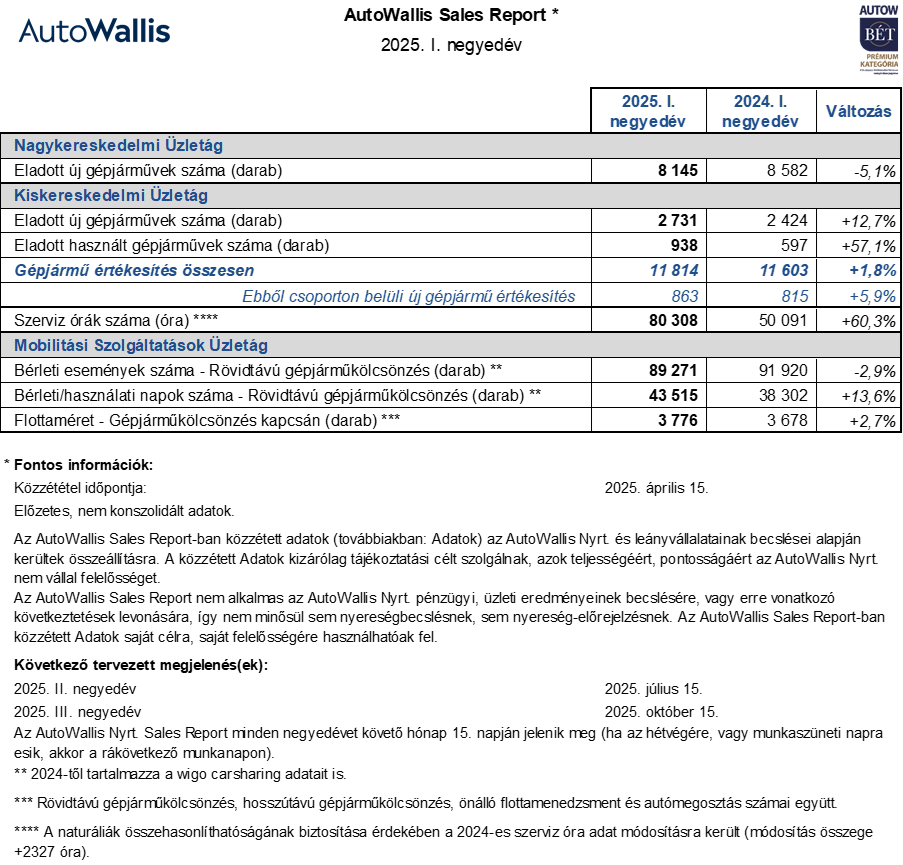 AutoWallis
AutoWallis Sales Report *
2025. I. negyedév
AUTOW
BÉT
PRÉMIUM
KATEGÓRIA
2025. I. negyedév 2024. I. negyedév Változás
Nagykereskedelmi Üzletág
Eladott új gépjárművek száma (darab) 8 145 8 582 -5,1%
Kiskereskedelmi Üzletág
Eladott új gépjárművek száma (darab) 2 731 2 424 +12,7%
Eladott használt gépjárművek száma (darab) 938 597 +57,1%
Gépjármű értékesítés összesen 11 814 11 603 +1,8%
Ebből csoporton belüli új gépjármű értékesítés 863 815 +5,9%
Szerviz órák száma (óra) **** 80 308 50 091 +60,3%
Mobilitási Szolgáltatások Üzletág
Bérleti események száma - Rövidtávú gépjárműkölcsönzés (darab) ** 89 271 91 920 -2,9%
Bérleti/használati napok száma - Rövidtávú gépjárműkölcsönzés (darab) ** 43 515 38 302 +13,6%
Flottaméret - Gépjárműkölcsönzés kapcsán (darab) *** 3 776 3 678 +2,7%
* Fontos információk:
Közzététel időpontja: 2025. április 15.
Előzetes, nem konszolidált adatok.
Az AutoWallis Sales Report-ban közzétett adatok (továbbiakban: Adatok) az AutoWallis Nyrt. és leányvállalatainak becslései alapján
kerültek összeállításra. A közzétett Adatok kizárólag tájékoztatási célt szolgálnak, azok teljességéért, pontosságáért az AutoWallis Nyrt.
nem vállal felelősséget.
Az AutoWallis Sales Report nem alkalmas az AutoWallis Nyrt. pénzügyi, üzleti eredményeinek becslésére, vagy erre vonatkozó
következtetések levonására, így nem minősül sem nyereségbecslésnek, sem nyereség-előrejelzésnek. Az AutoWallis Sales Report-ban
közzétett Adatok saját célra, saját felelősségére használhatóak fel.
Következő tervezett megjelenés(ek):
2025. II. negyedév 2025. július 15.
2025. III. negyedév 2025. október 15.
Az AutoWallis Nyrt. Sales Report minden negyedévet követő hónap 15. napján jelenik meg (ha az hétvégére, vagy munkaszüneti napra
esik, akkor a rákövetkező munkanapon).
** 2024-től tartalmazza a wigo carsharing adatait is.
*** Rövidtávú gépjárműkölcsönzés, hosszútávú gépjárműkölcsönzés, önálló flottamenedzsment és autómegosztás számai együtt.
**** A naturáliák összehasonlíthatóságának biztosítása érdekében a 2024-es szerviz óra adat módosításra került (módosítás összege
+2327 óra).